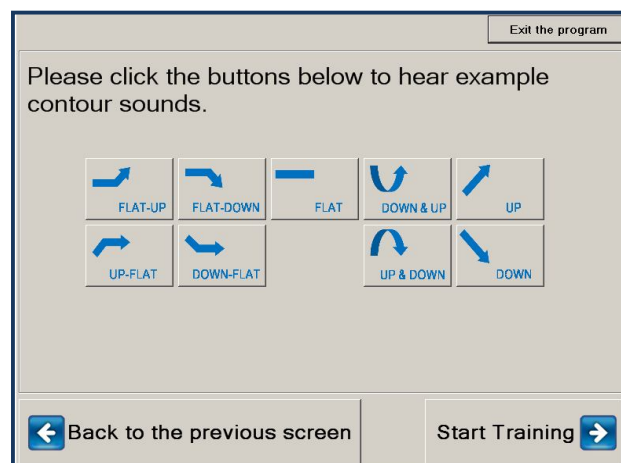 Exit the program
Please click the buttons below to hear example
contour sounds.
FLAT-UP FLAT-DOWN FLAT DOWN & UP UP
UP-FLAT DOWN-FLAT UP & DOWN DOWN
Back to the previous screen Start Training